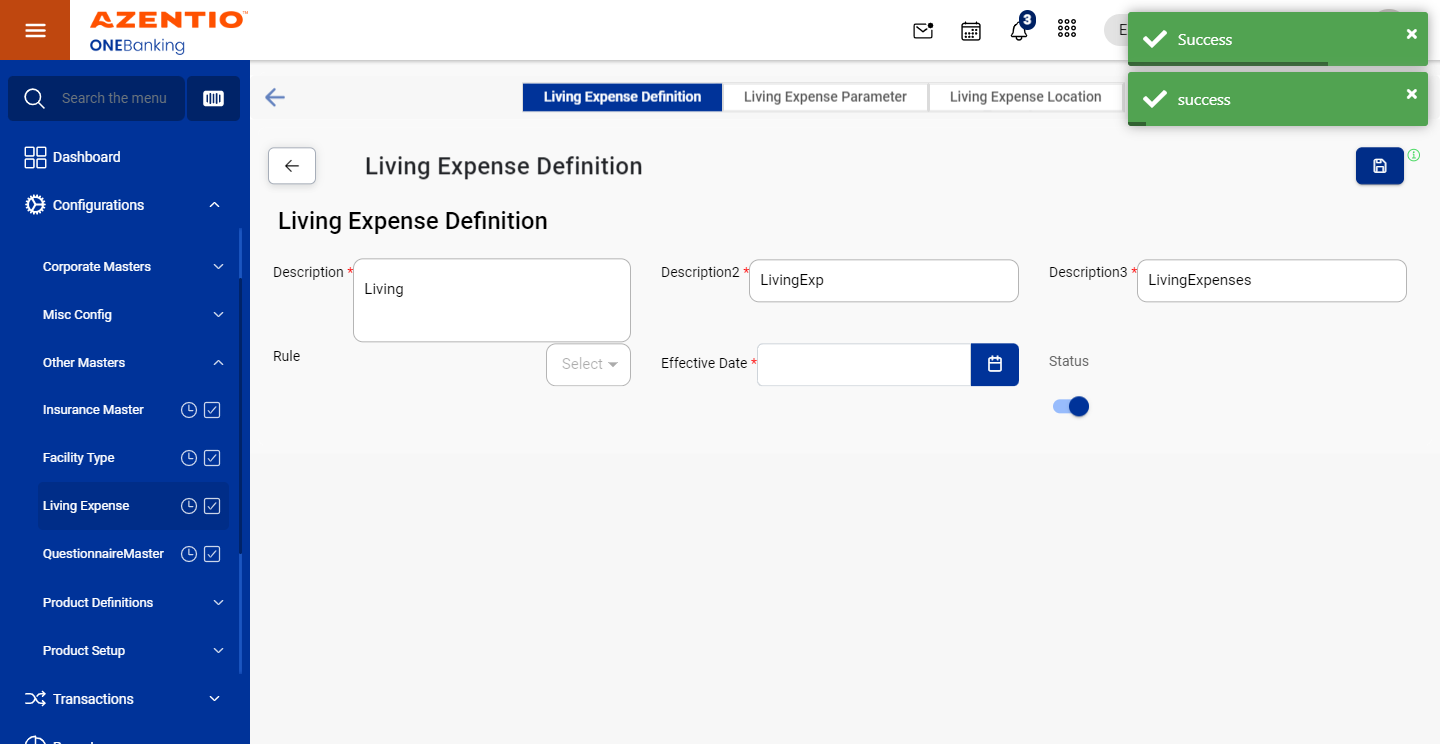 AZENTIO™
ONEBanking
3
E
Success
success
Search the menu
Dashboard
Configurations
Corporate Masters
Misc Config
Other Masters
Insurance Master
Facility Type
Living Expense
QuestionnaireMaster
Product Definitions
Product Setup
Transactions
Living Expense Definition
Living Expense Parameter
Living Expense Location
Living Expense Definition
Living Expense Definition
Description *
Living
Description2 *
LivingExp
Description3 *
LivingExpenses
Rule
Select
Effective Date *
Status